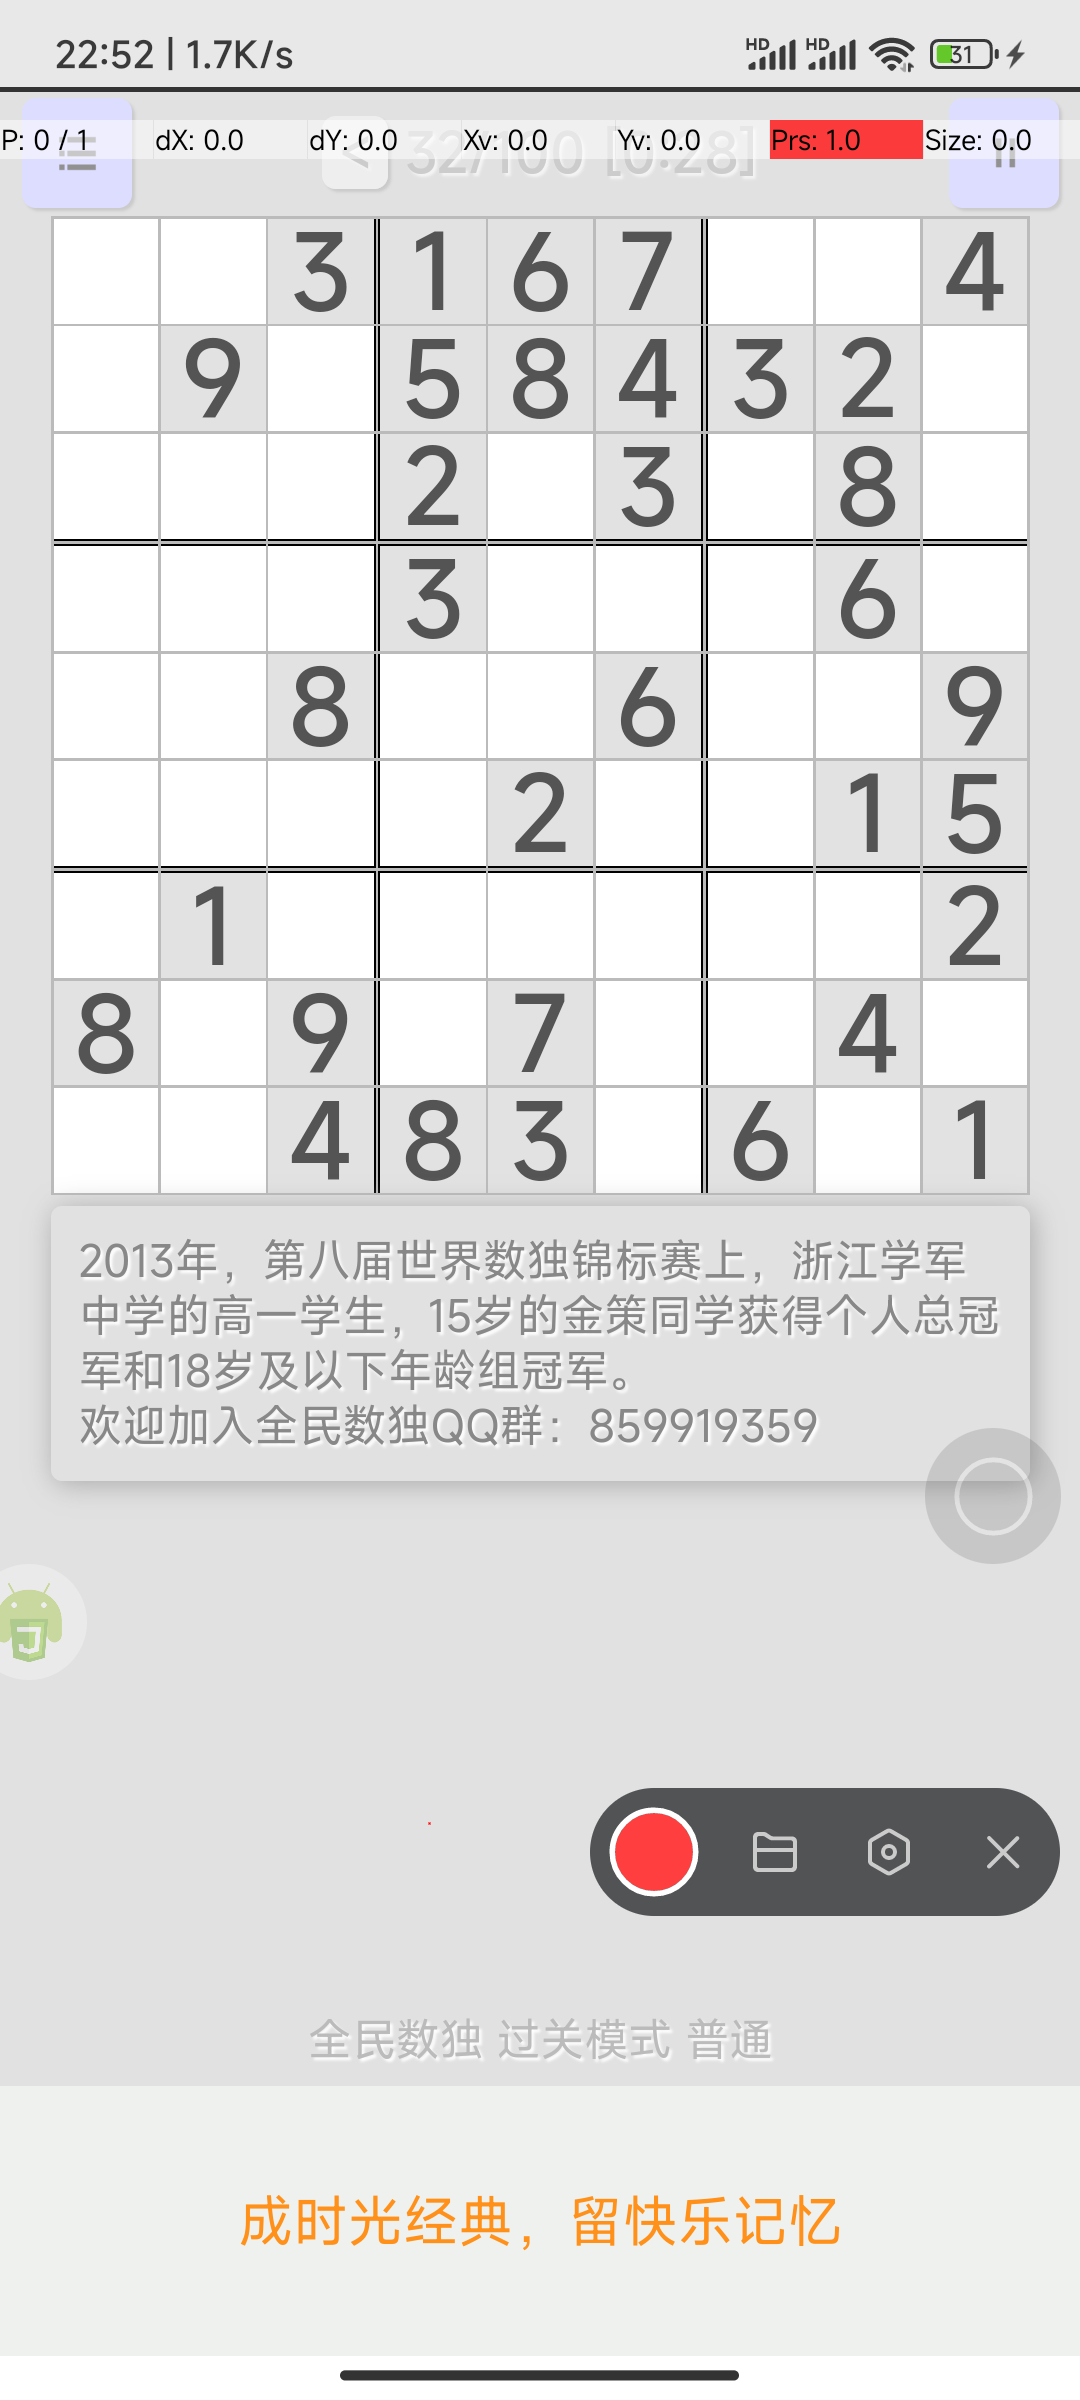 22:52 | 1.7K/s HD HD 31
P: 0 / 1 dX: 0.0 dY: 0.0 Xv: 0.0 Yv: 0.0 Prs: 1.0 Size: 0.0
< 32/100 [0:28]
3 1 6 7 4
9 5 8 4 3 2
2 3 8
3 6
8 6 9
2 1 5
1 2
8 9 7 4
4 8 3 6 1
2013年，第八届世界数独锦标赛上，浙江学军
中学的高一学生，15岁的金策同学获得个人总冠
军和18岁及以下年龄组冠军。
欢迎加入全民数独QQ群：859919359
全民数独 过关模式 普通
成时光经典，留快乐记忆